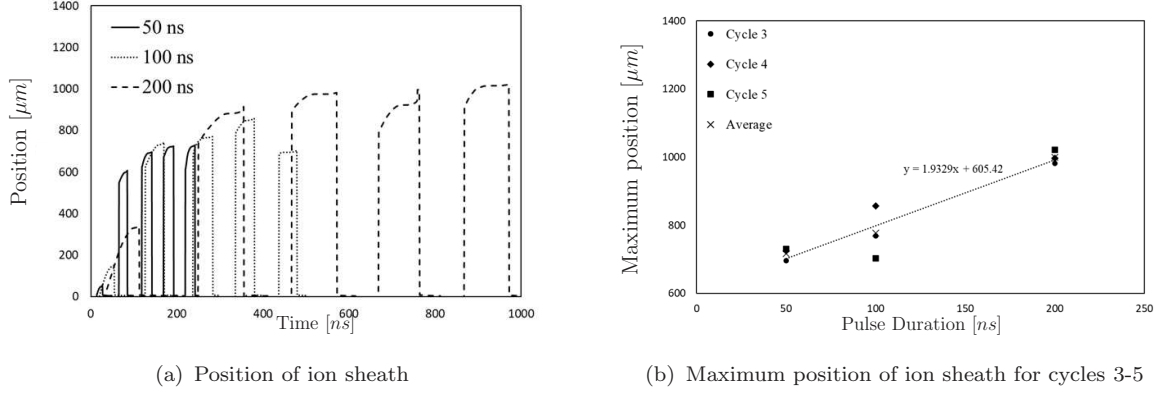 1400
1200
1000
800
600
400
200
0
Position [μm]
50 ns
100 ns
200 ns
0
200
400
600
800
1000
Time [ns]
(a) Position of ion sheath
1400
1200
1000
800
600
Maximum position [μm]
Cycle 3
Cycle 4
Cycle 5
Average
y = 1.9329x + 605.42
0
50
100
150
200
250
Pulse Duration [ns]
(b) Maximum position of ion sheath for cycles 3-5